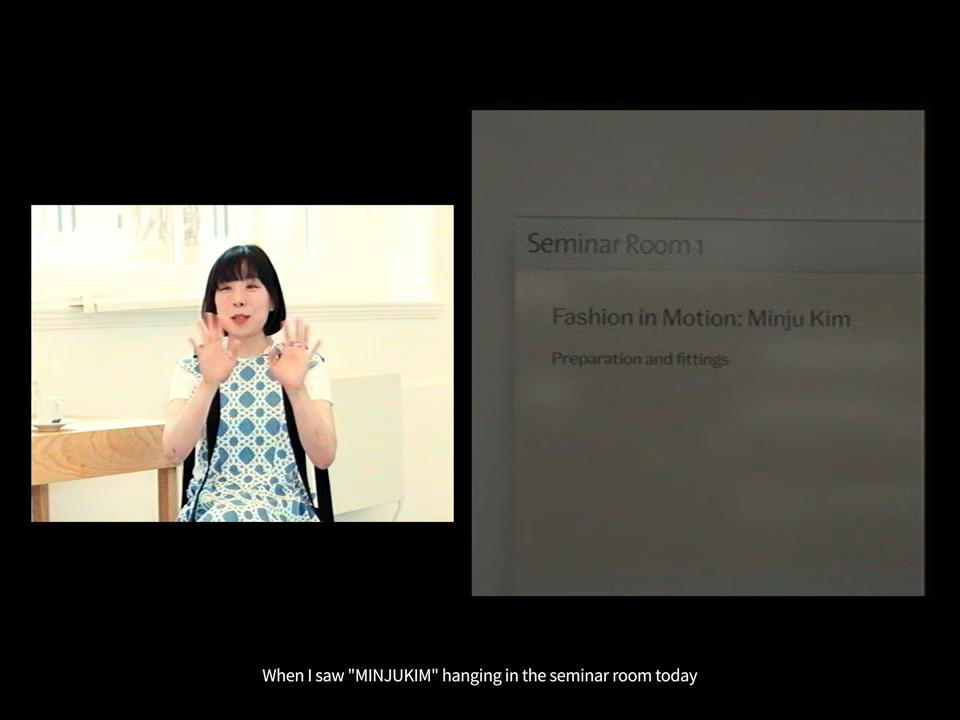 Seminar Room 1
Fashion in Motion: Minju Kim
Preparation and fittings
When I saw "MINJUKIM" hanging in the seminar room today